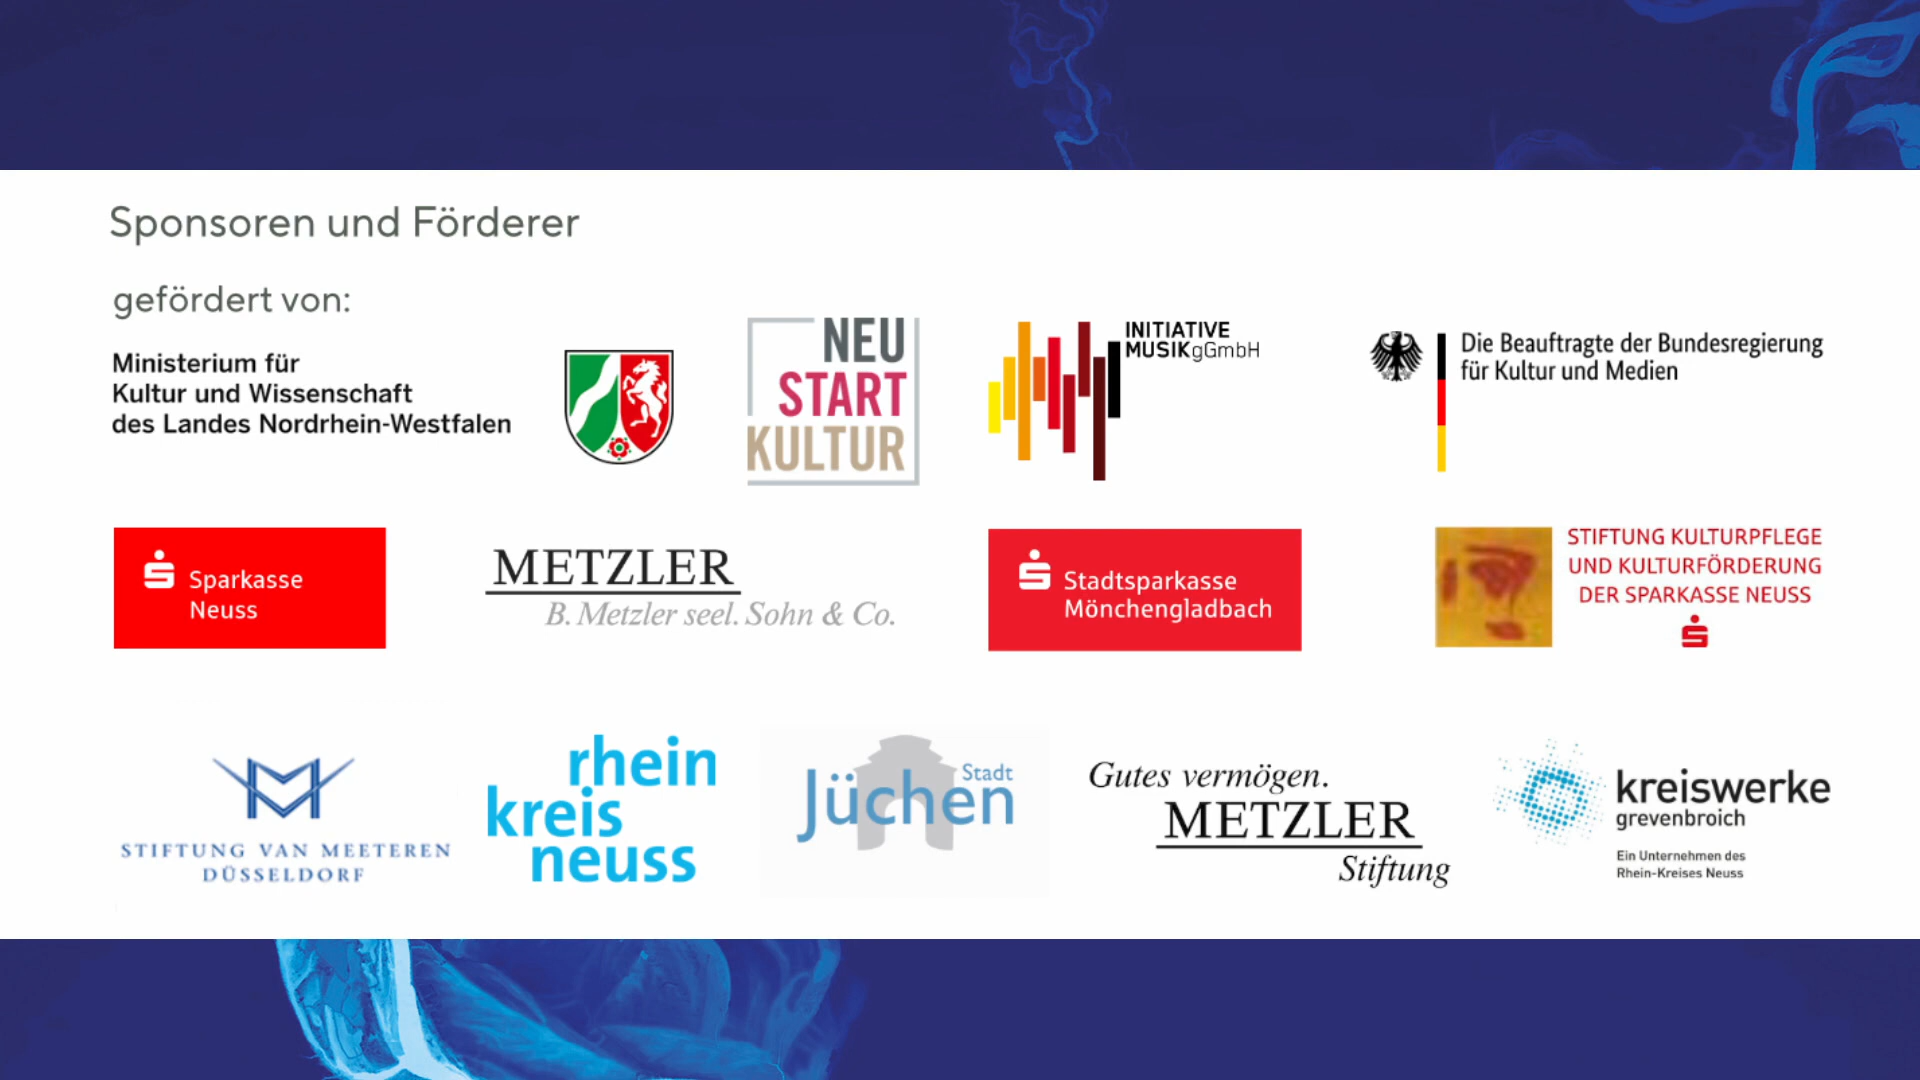 Sponsoren und Förderer
gefördert von:
Ministerium für
Kultur und Wissenschaft
des Landes Nordrhein-Westfalen
NEU
START
KULTUR
INITIATIVE
MUSIKgGmbH
Die Beauftragte der Bundesregierung
für Kultur und Medien
Sparkasse
Neuss
METZLER
B. Metzler seel. Sohn & Co.
Stadtsparkasse
Mönchengladbach
STIFTUNG KULTURPFLEGE
UND KULTURFÖRDERUNG
DER SPARKASSE NEUSS
STIFTUNG VAN MEETEREN
DÜSSELDORF
rhein
kreis
neuss
Stadt
Jüchen
Gutes vermögen.
METZLER
Stiftung
kreiswerke
grevenbroich
Ein Unternehmen des
Rhein-Kreises Neuss